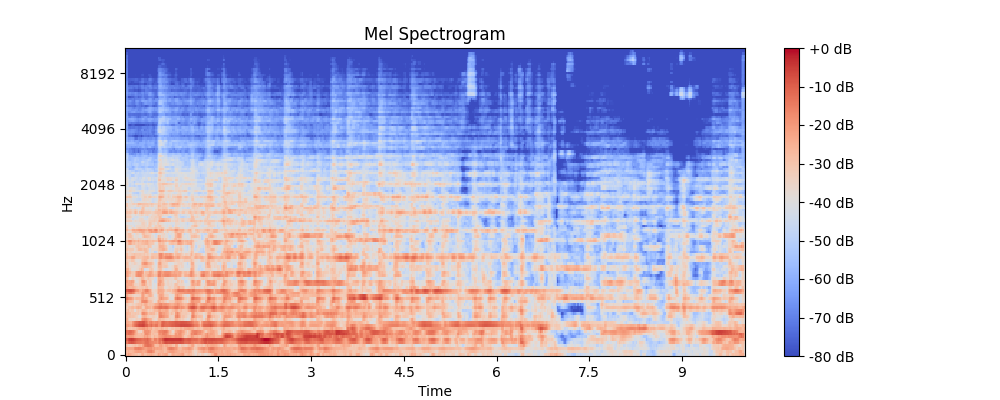 Mel Spectrogram
Hz
8192
4096
2048
1024
512
0
0 1.5 3 4.5 6 7.5 9
Time
+0 dB
-10 dB
-20 dB
-30 dB
-40 dB
-50 dB
-60 dB
-70 dB
-80 dB